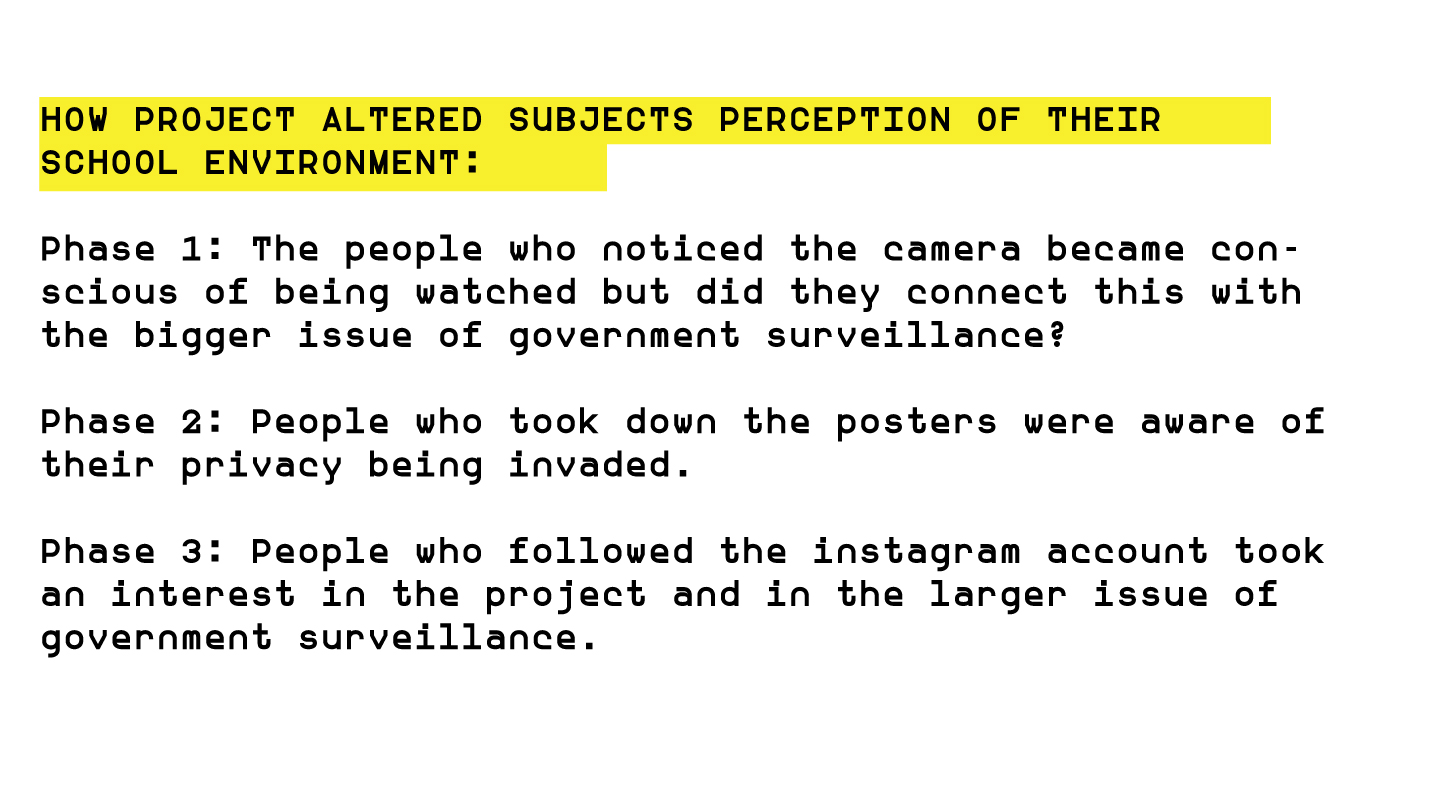 HOW PROJECT ALTERED SUBJECTS PERCEPTION OF THEIR
SCHOOL ENVIRONMENT:
Phase 1: The people who noticed the camera became con-
scious of being watched but did they connect this with
the bigger issue of government surveillance?
Phase 2: People who took down the posters were aware of
their privacy being invaded.
Phase 3: People who followed the instagram account took
an interest in the project and in the larger issue of
government surveillance.